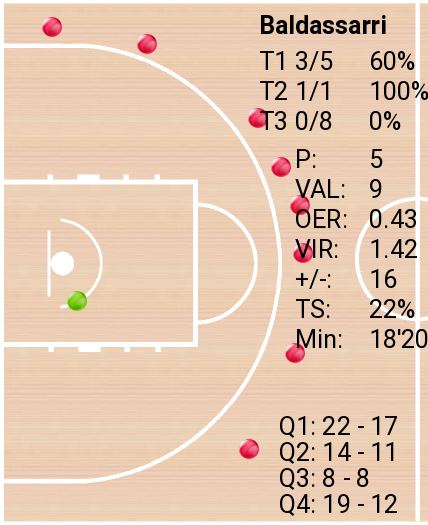 Baldassarri
T1 3/5 60%
T2 1/1 100%
T3 0/8 0%
P: 5
VAL: 9
OER: 0.43
VIR: 1.42
+/-: 16
TS: 22%
Min: 18'20
Q1: 22 - 17
Q2: 14 - 11
Q3: 8 - 8
Q4: 19 - 12